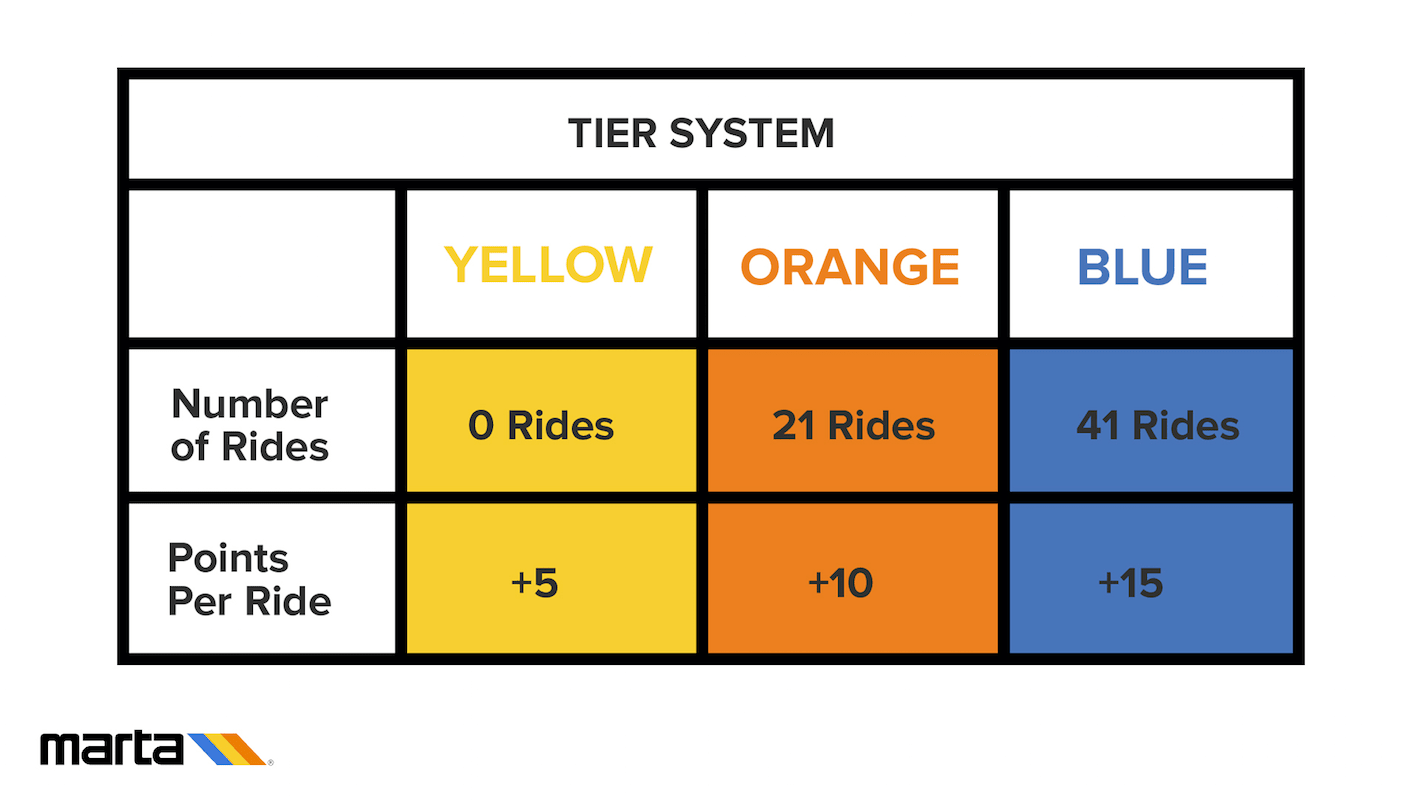 TIER SYSTEM
YELLOW
ORANGE
BLUE
Number
of Rides
0 Rides
21 Rides
41 Rides
Points
Per Ride
+5
+10
+15
marta
®